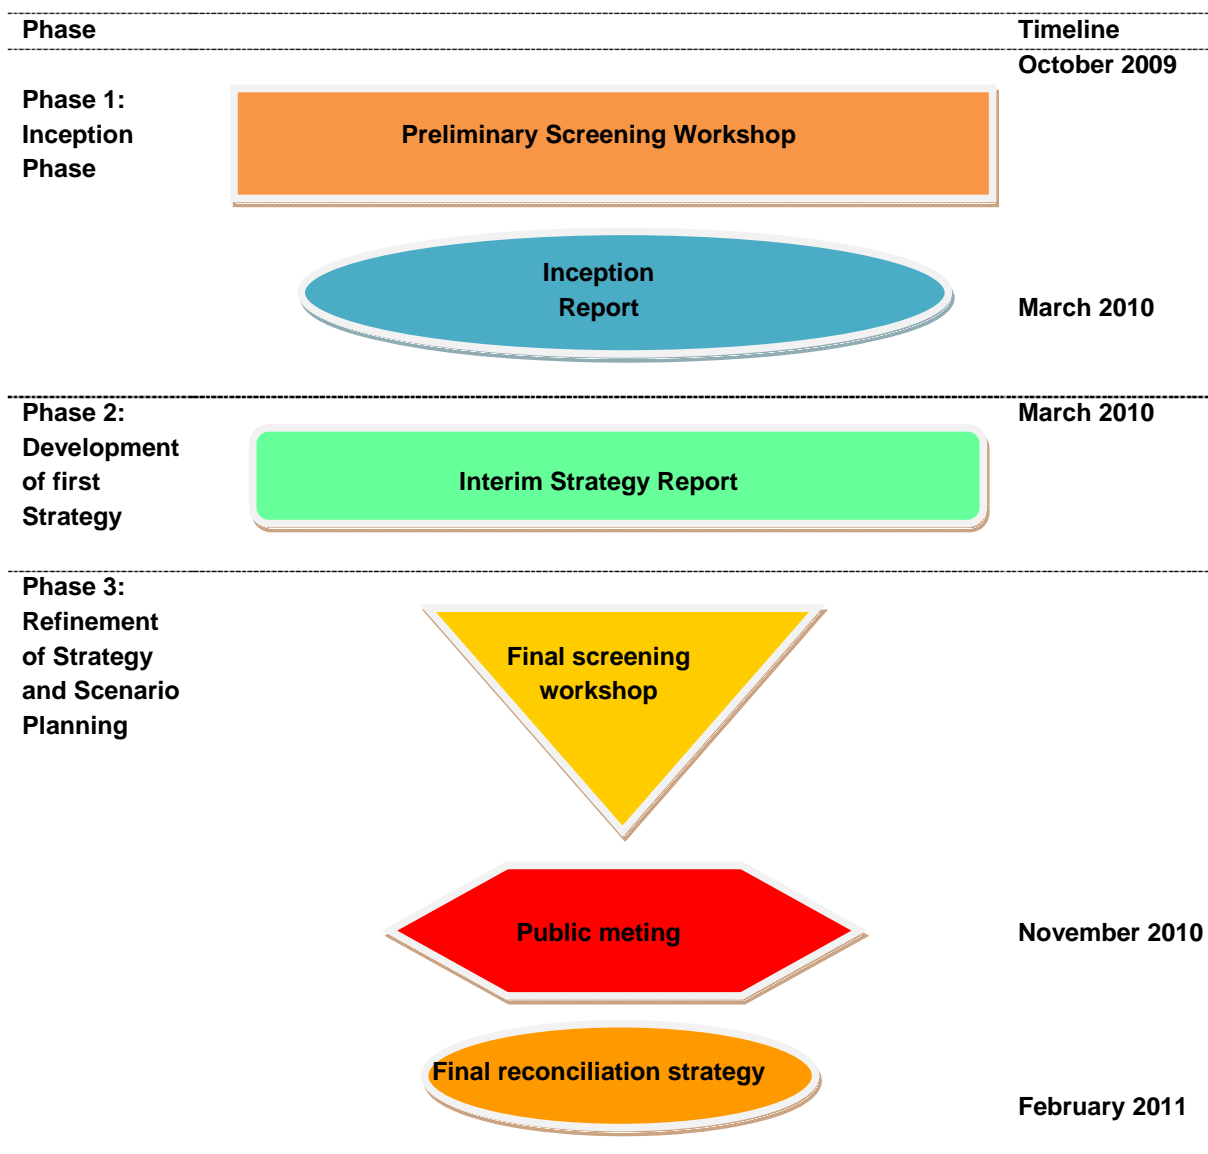 Phase
Timeline
October 2009
Phase 1:
Inception
Phase
Preliminary Screening Workshop
Inception
Report
March 2010
Phase 2:
Development
of first
Strategy
March 2010
Interim Strategy Report
Phase 3:
Refinement
of Strategy
and Scenario
Planning
Final screening
workshop
Public meting
November 2010
Final reconciliation strategy
February 2011